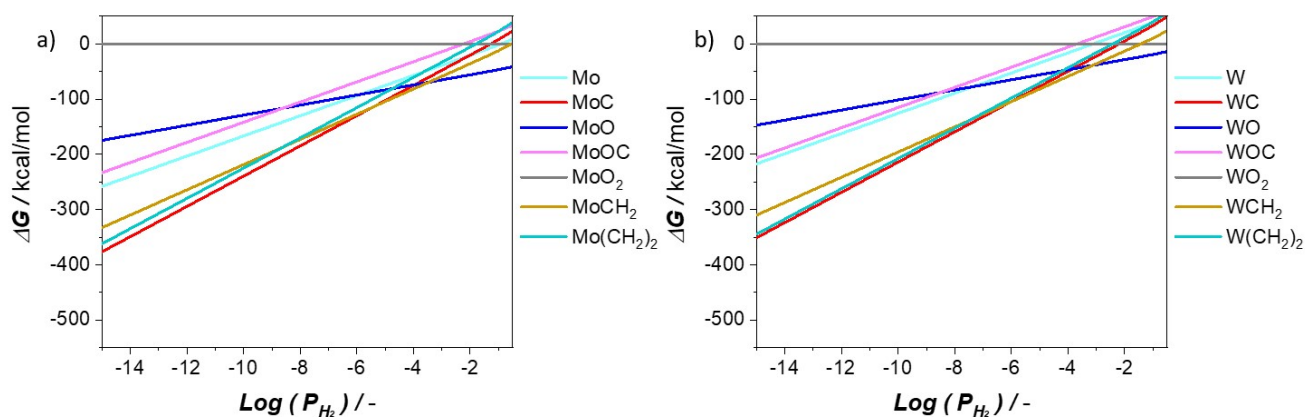 a)
0
-100
-200
-300
-400
-500
ΔG / kcal/mol
-14 -12 -10 -8 -6 -4 -2
Log ( P_H₂ ) / -
Mo
MoC
MoO
MoOC
MoO₂
MoCH₂
Mo(CH₂)₂
b)
0
-100
-200
-300
-400
-500
ΔG / kcal/mol
-14 -12 -10 -8 -6 -4 -2
Log ( P_H₂ ) / -
W
WC
WO
WOC
WO₂
WCH₂
W(CH₂)₂